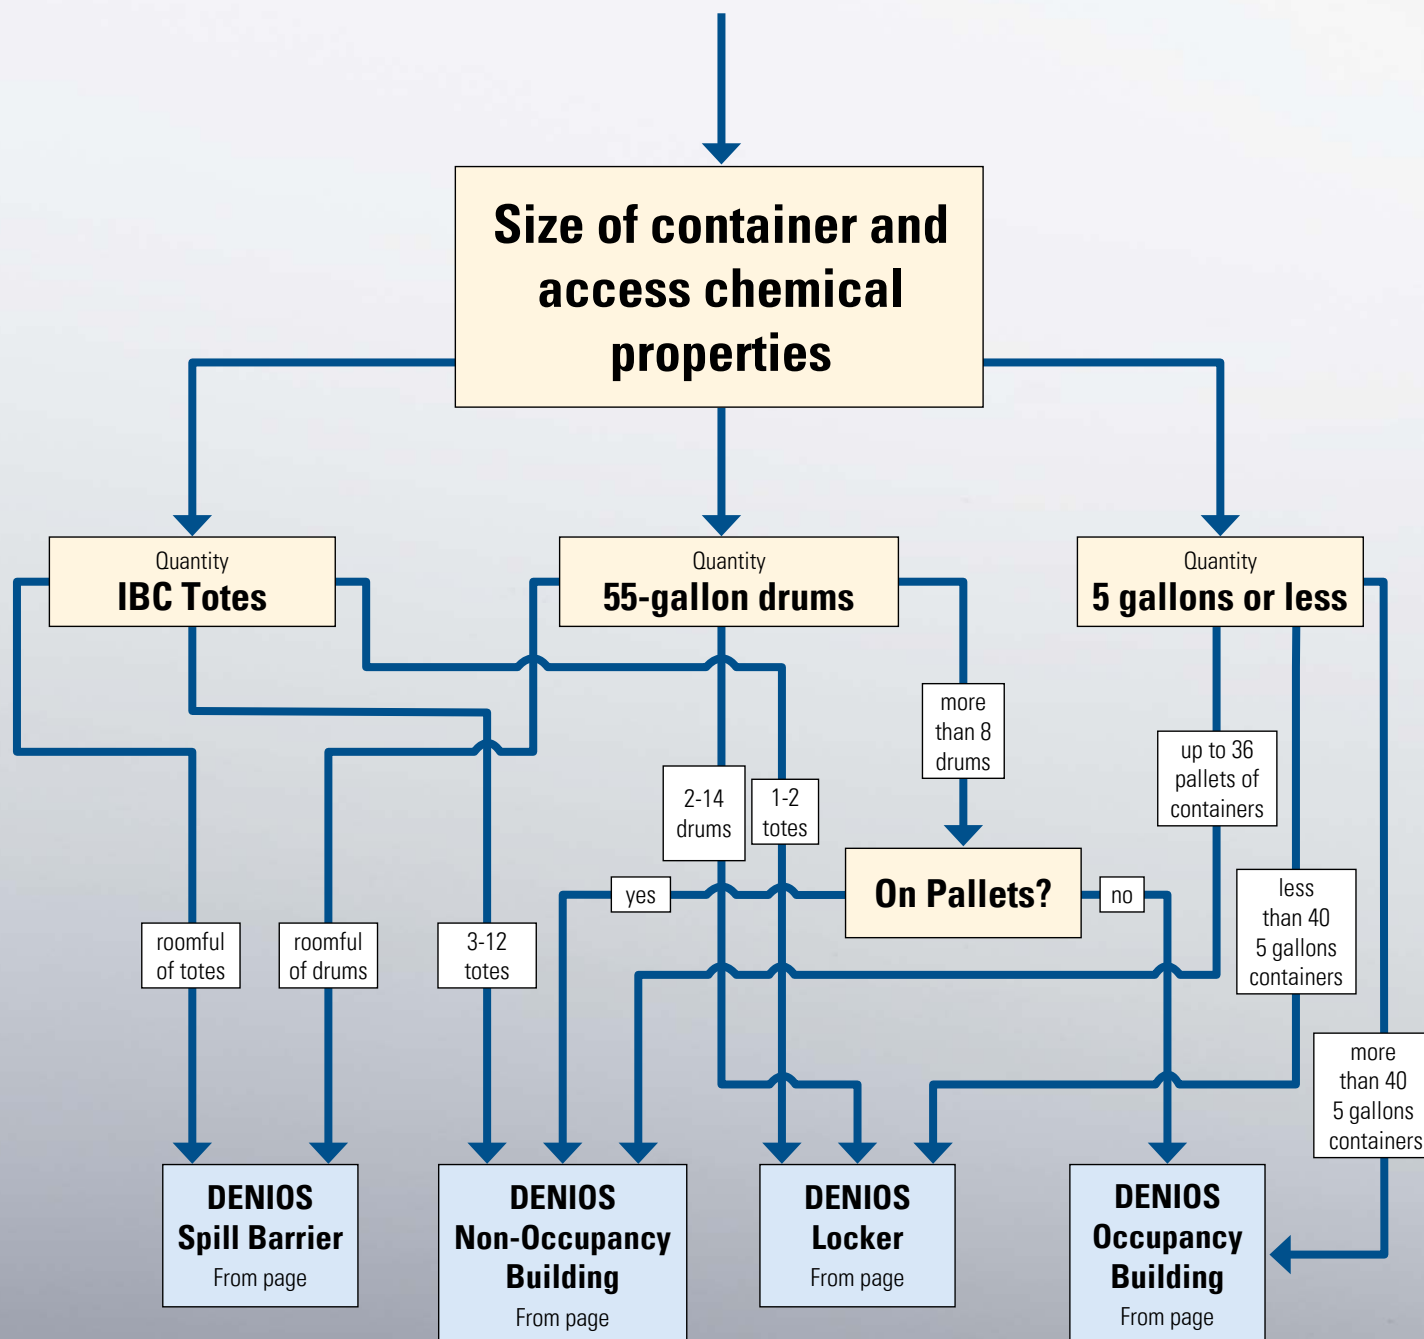 Size of container and
access chemical
properties
Quantity
IBC Totes
Quantity
55-gallon drums
Quantity
5 gallons or less
more
than 8
drums
up to 36
pallets of
containers
2-14
drums
1-2
totes
On Pallets?
yes
no
less
than 40
5 gallons
containers
roomful
of totes
roomful
of drums
3-12
totes
more
than 40
5 gallons
containers
DENIOS
Spill Barrier
From page
DENIOS
Non-Occupancy
Building
From page
DENIOS
Locker
From page
DENIOS
Occupancy
Building
From page